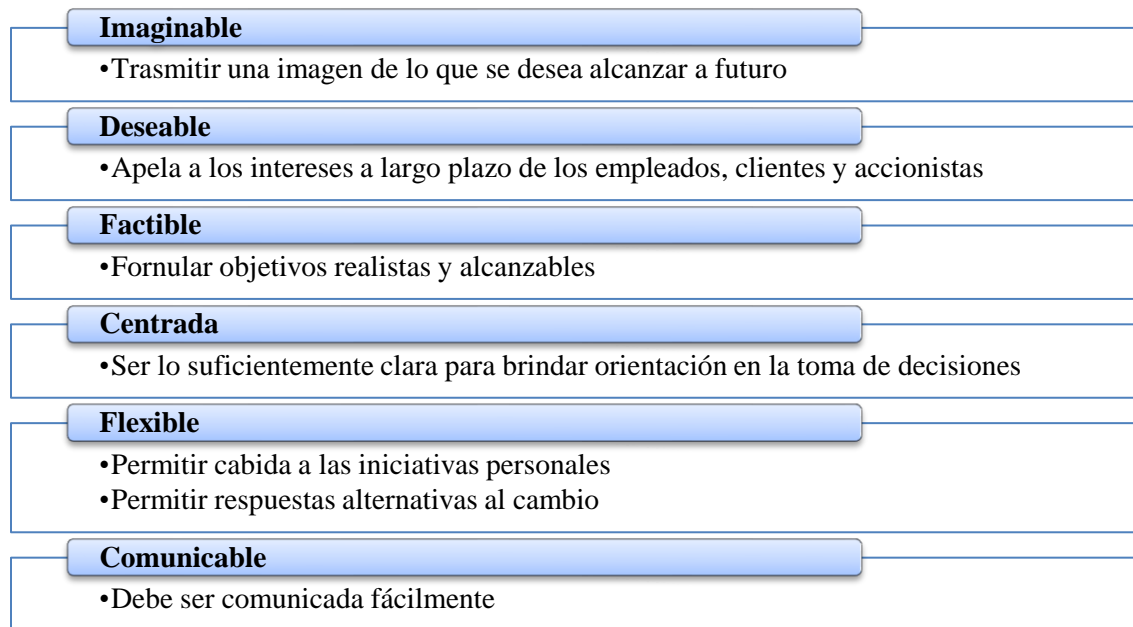 Imaginable
•Trasmitir una imagen de lo que se desea alcanzar a futuro
Deseable
•Apela a los intereses a largo plazo de los empleados, clientes y accionistas
Factible
•Fornular objetivos realistas y alcanzables
Centrada
•Ser lo suficientemente clara para brindar orientación en la toma de decisiones
Flexible
•Permitir cabida a las iniciativas personales
•Permitir respuestas alternativas al cambio
Comunicable
•Debe ser comunicada fácilmente